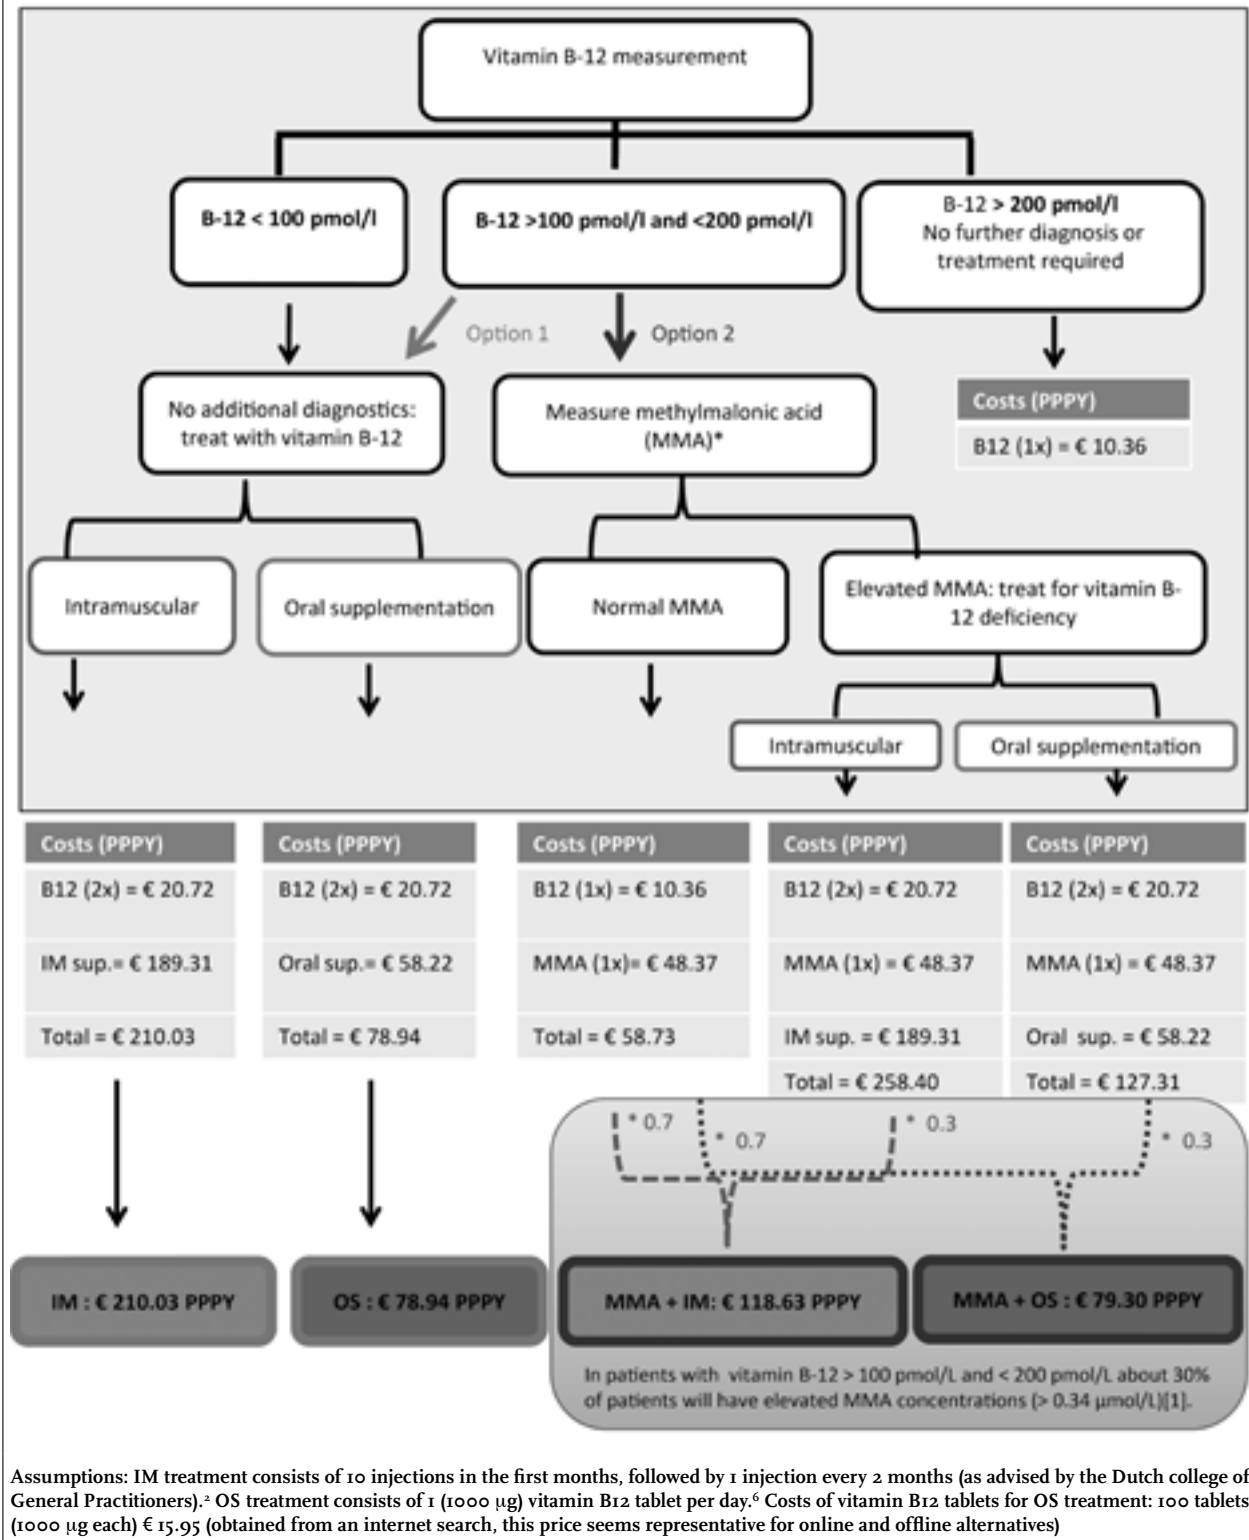 Vitamin B-12 measurement
B-12 < 100 pmol/l
B-12 >100 pmol/l and <200 pmol/l
B-12 > 200 pmol/l
No further diagnosis or
treatment required
Option 1
Option 2
No additional diagnostics:
treat with vitamin B-12
Measure methylmalonic acid
(MMA)*
Costs (PPPY)
B12 (1x) = € 10.36
Intramuscular
Oral supplementation
Normal MMA
Elevated MMA: treat for vitamin B-
12 deficiency
Intramuscular
Oral supplementation
Costs (PPPY)
B12 (2x) = € 20.72
IM sup.= € 189.31
Total = € 210.03
Costs (PPPY)
B12 (2x) = € 20.72
Oral sup.= € 58.22
Total = € 78.94
Costs (PPPY)
B12 (1x) = € 10.36
MMA (1x)= € 48.37
Total = € 58.73
Costs (PPPY)
B12 (2x) = € 20.72
MMA (1x) = € 48.37
IM sup. = € 189.31
Total = € 258.40
Costs (PPPY)
B12 (2x) = € 20.72
MMA (1x) = € 48.37
Oral sup. = € 58.22
Total = € 127.31
* 0.7
* 0.7
* 0.3
* 0.3
IM : € 210.03 PPPY
OS : € 78.94 PPPY
MMA + IM: € 118.63 PPPY
MMA + OS : € 79.30 PPPY
In patients with vitamin B-12 > 100 pmol/L and < 200 pmol/L about 30%
of patients will have elevated MMA concentrations (> 0.34 µmol/L)[1].
Assumptions: IM treatment consists of 10 injections in the first months, followed by 1 injection every 2 months (as advised by the Dutch college of
General Practitioners).² OS treatment consists of 1 (1000 µg) vitamin B12 tablet per day.⁶ Costs of vitamin B12 tablets for OS treatment: 100 tablets
(1000 µg each) € 15.95 (obtained from an internet search, this price seems representative for online and offline alternatives)